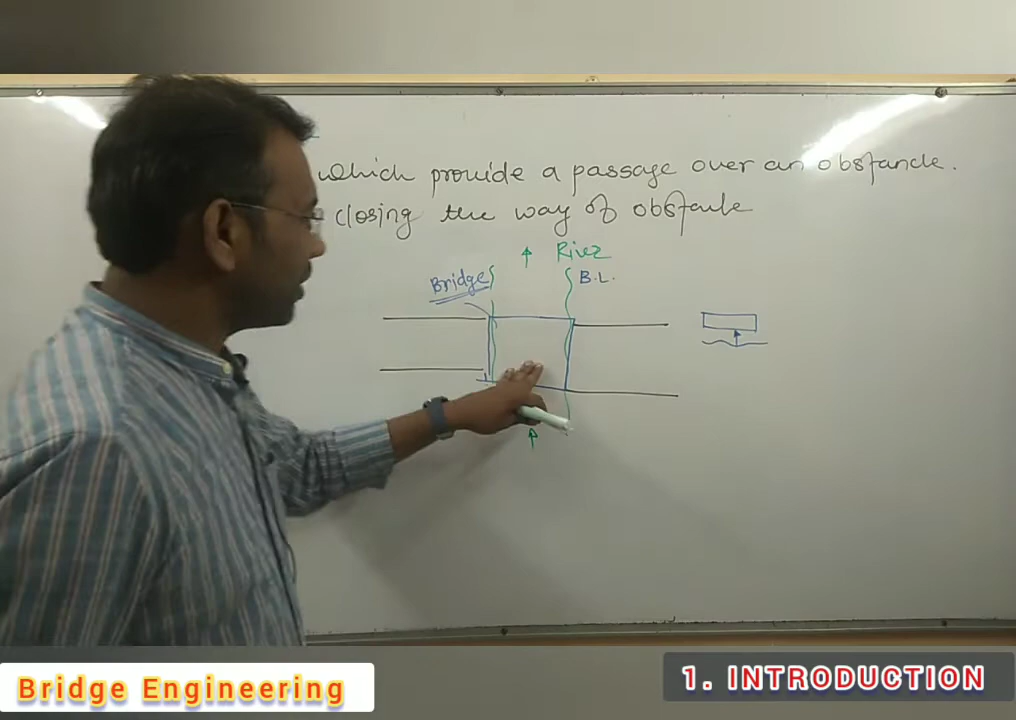 which provide a passage over an obstancle.
closing the way of obstacle
River
Bridge
B.L.
Bridge Engineering
1. INTRODUCTION